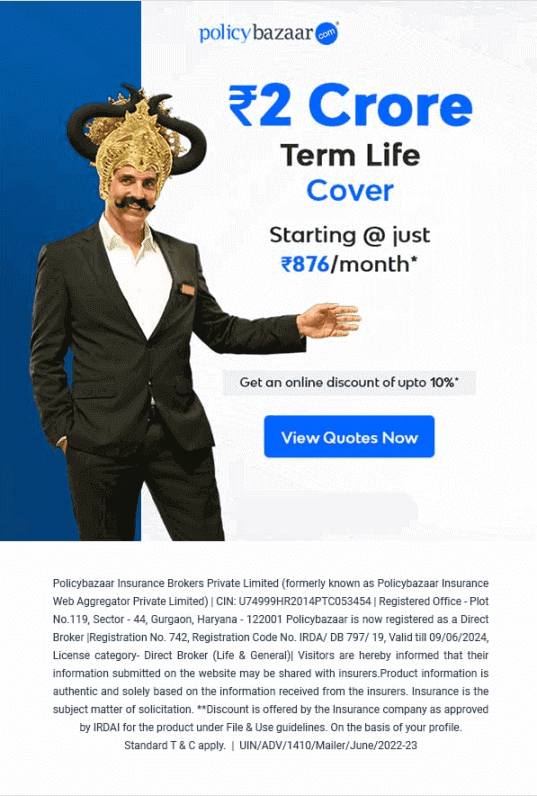 policybazaar.com
₹2 Crore
Term Life
Cover
Starting @ just
₹876/month*
Get an online discount of upto 10%*
View Quotes Now
Policybazaar Insurance Brokers Private Limited (formerly known as Policybazaar Insurance
Web Aggregator Private Limited) | CIN: U74999HR2014PTC053454 | Registered Office - Plot
No.119, Sector - 44, Gurgaon, Haryana - 122001 Policybazaar is now registered as a Direct
Broker |Registration No. 742, Registration Code No. IRDA/ DB 797/ 19, Valid till 09/06/2024,
License category- Direct Broker (Life & General)| Visitors are hereby informed that their
information submitted on the website may be shared with insurers.Product information is
authentic and solely based on the information received from the insurers. Insurance is the
subject matter of solicitation. **Discount is offered by the Insurance company as approved
by IRDAI for the product under File & Use guidelines. On the basis of your profile.
Standard T & C apply. | UIN/ADV/1410/Mailer/June/2022-23